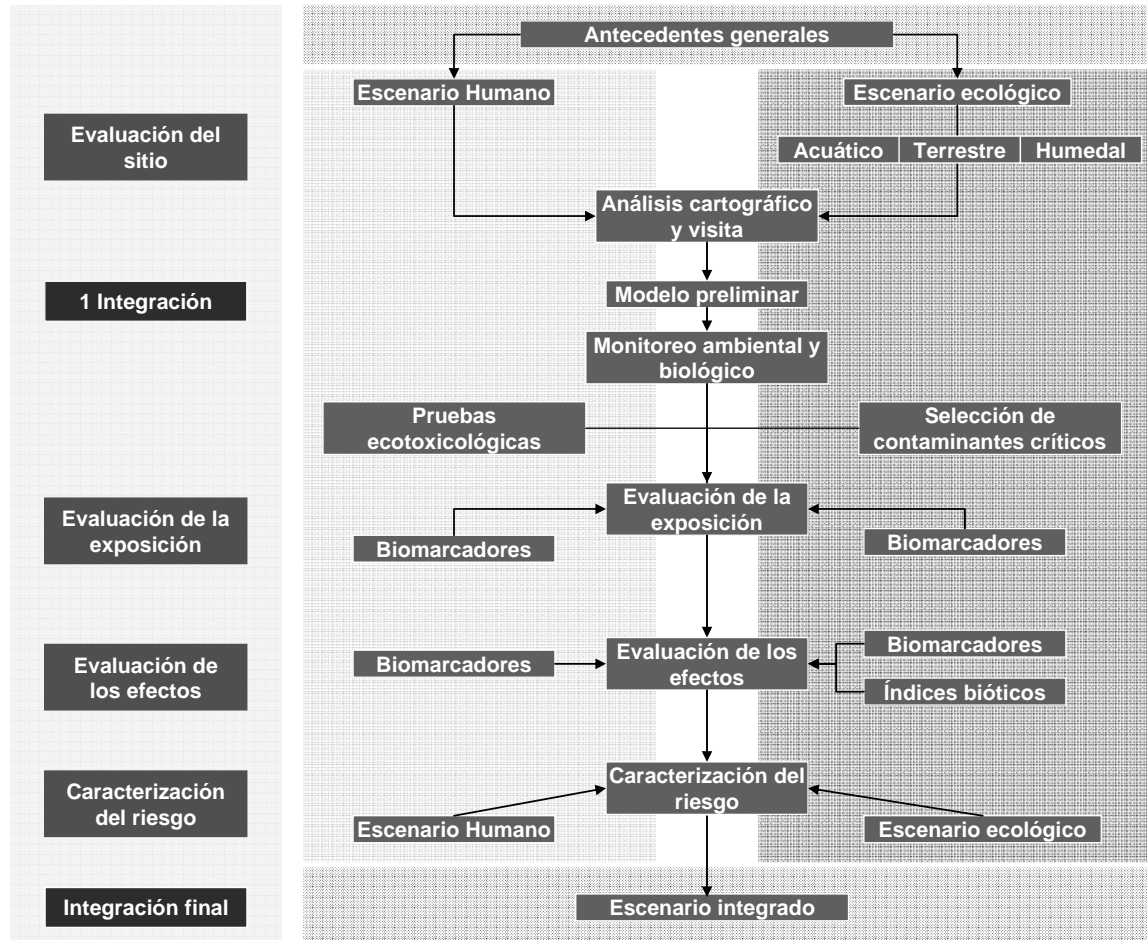 Antecedentes generales
Escenario Humano
Escenario ecológico
Evaluación del
sitio
Acuático
Terrestre
Humedal
Análisis cartográfico
y visita
1 Integración
Modelo preliminar
Monitoreo ambiental y
biológico
Pruebas
ecotoxicológicas
Selección de
contaminantes críticos
Evaluación de la
exposición
Evaluación de la
exposición
Biomarcadores
Biomarcadores
Evaluación de
los efectos
Biomarcadores
Evaluación de los
efectos
Biomarcadores
Índices bióticos
Caracterización
del riesgo
Caracterización del
riesgo
Escenario Humano
Escenario ecológico
Integración final
Escenario integrado